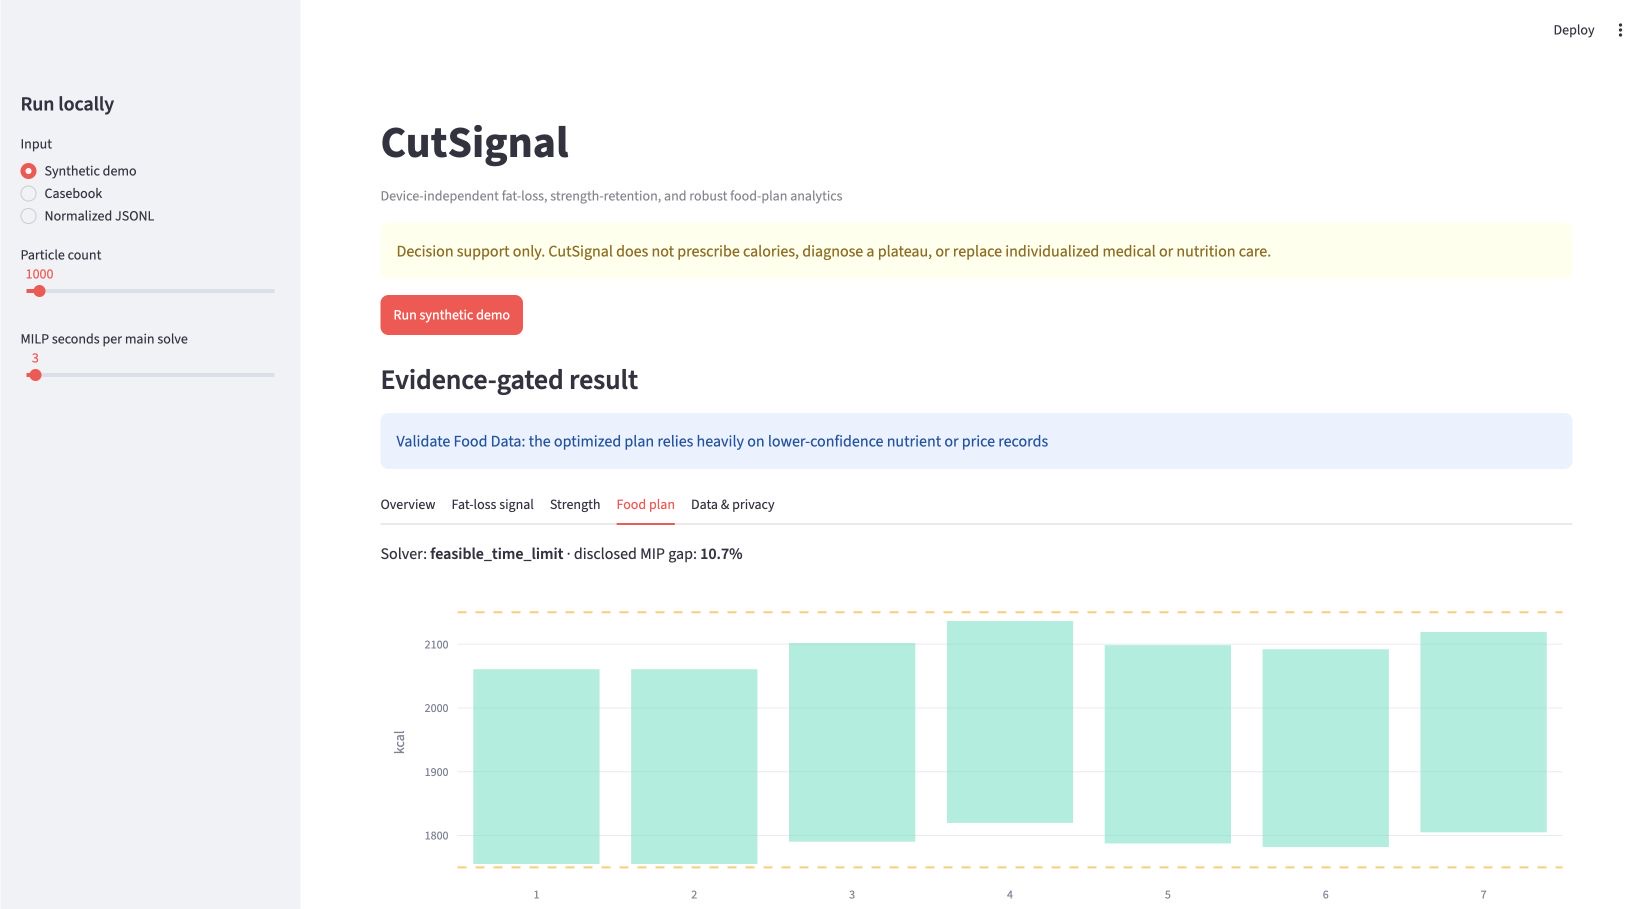 Deploy
Run locally
Input
Synthetic demo
Casebook
Normalized JSONL
Particle count
1000
MILP seconds per main solve
3
CutSignal
Device-independent fat-loss, strength-retention, and robust food-plan analytics
Decision support only. CutSignal does not prescribe calories, diagnose a plateau, or replace individualized medical or nutrition care.
Run synthetic demo
Evidence-gated result
Validate Food Data: the optimized plan relies heavily on lower-confidence nutrient or price records
Overview Fat-loss signal Strength Food plan Data & privacy
Solver: feasible_time_limit · disclosed MIP gap: 10.7%
2100
2000
kcal
1900
1800
1 2 3 4 5 6 7